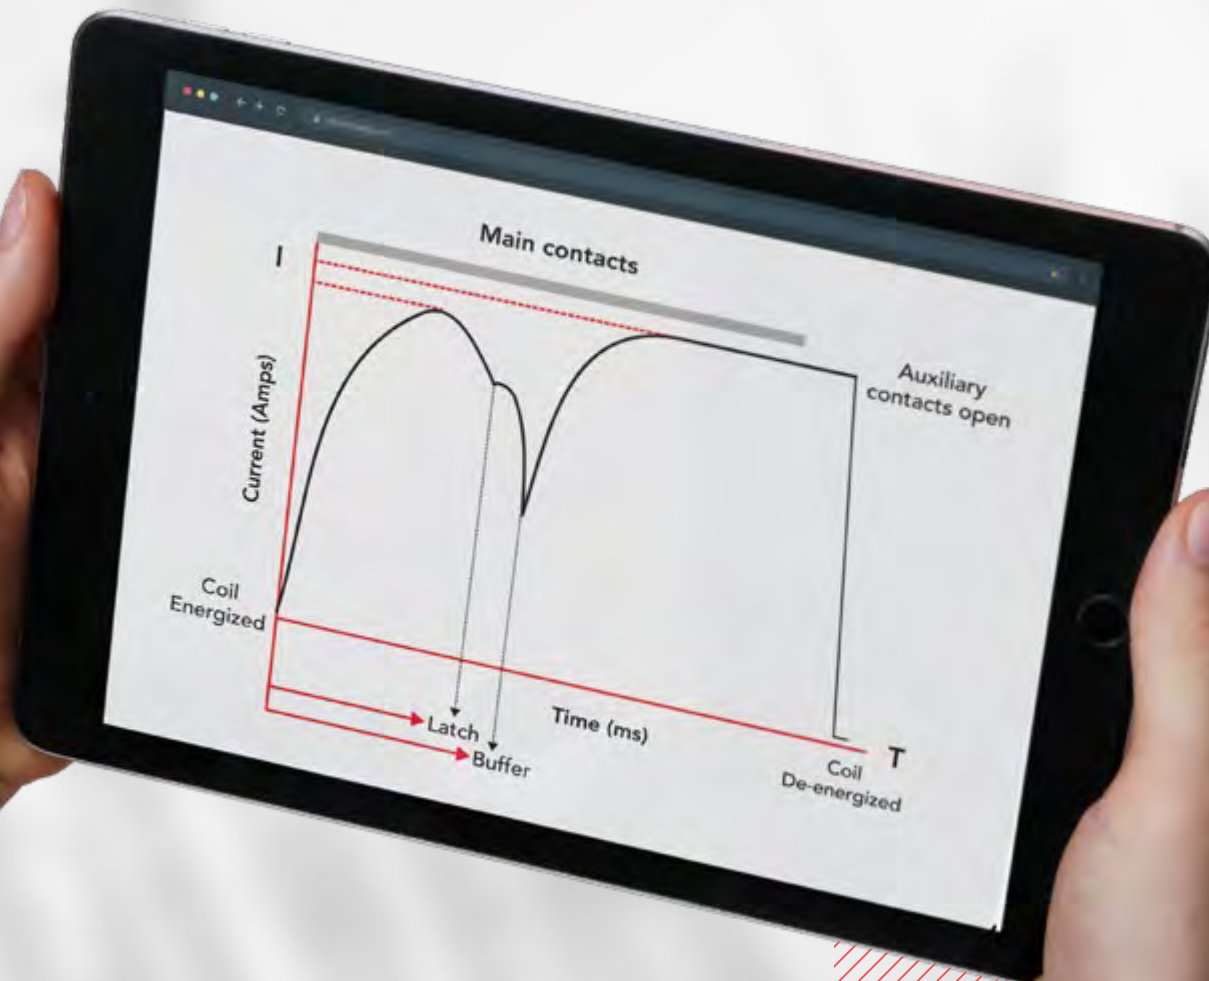 Main contacts
I
Current (Amps)
Auxiliary
contacts open
Coil
Energized
Latch
Buffer
Time (ms)
T
Coil
De-energized